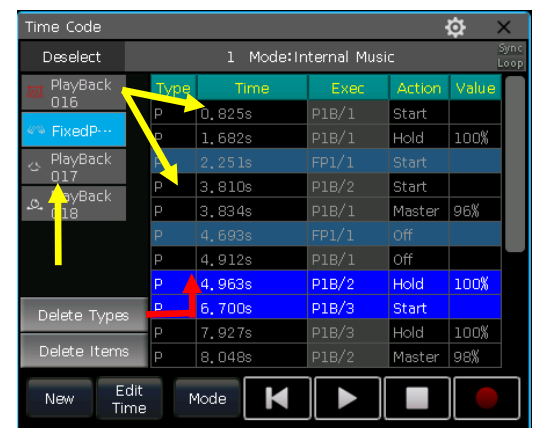 Time Code
Deselect
1 Mode:Internal Music
Sync
Loop
PlayBack
016
FixedP···
PlayBack
017
PlayBack
018
Delete Types
Delete Items
Type Time Exec Action Value
P 0.825s P1B/1 Start
P 1.682s P1B/1 Hold 100%
P 2.251s FP1/1 Start
P 3.810s P1B/2 Start
P 3.834s P1B/1 Master 96%
P 4.693s FP1/1 Off
P 4.912s P1B/1 Off
P 4.963s P1B/2 Hold 100%
P 6.700s P1B/3 Start
P 7.927s P1B/3 Hold 100%
P 8.048s P1B/2 Master 98%
New
Edit
Time
Mode